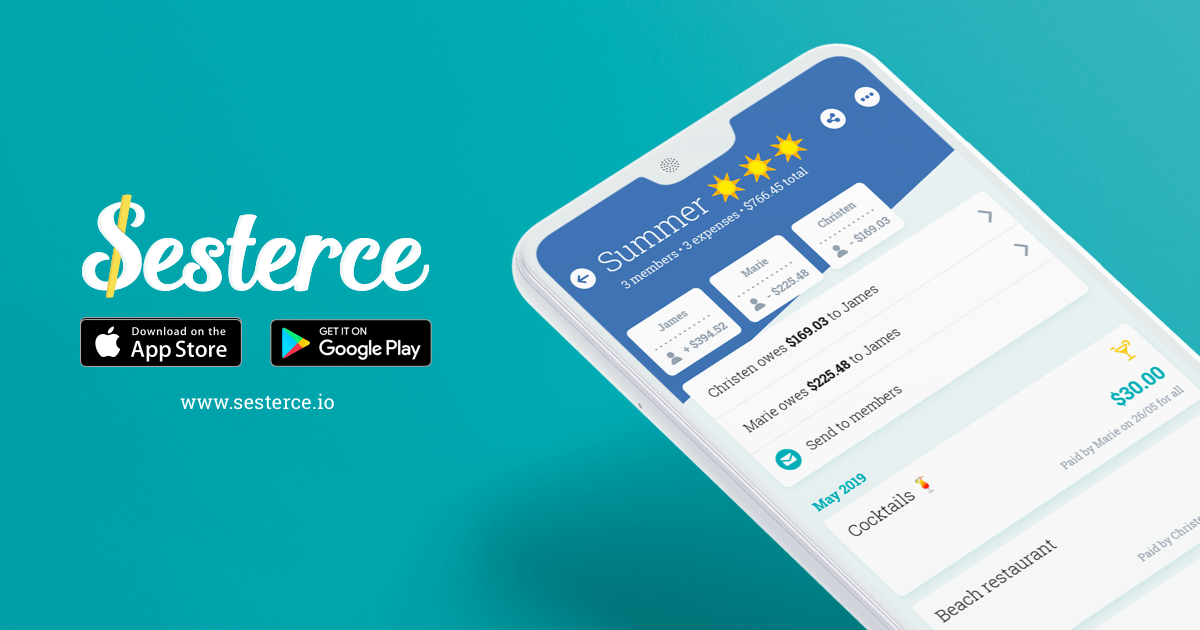 Sesterce
Download on the
App Store
GET IT ON
Google Play
www.sesterce.io
Summer ☀️☀️☀️
3 members • 3 expenses • $766.45 total
James
+ $394.52
Marie
- $225.48
Christen
- $169.03
Christen owes $169.03 to James
Marie owes $225.48 to James
Send to members
May 2019
Cocktails 🍹
$30.00
Paid by Marie on 26/05 for all
Beach restaurant
Paid by